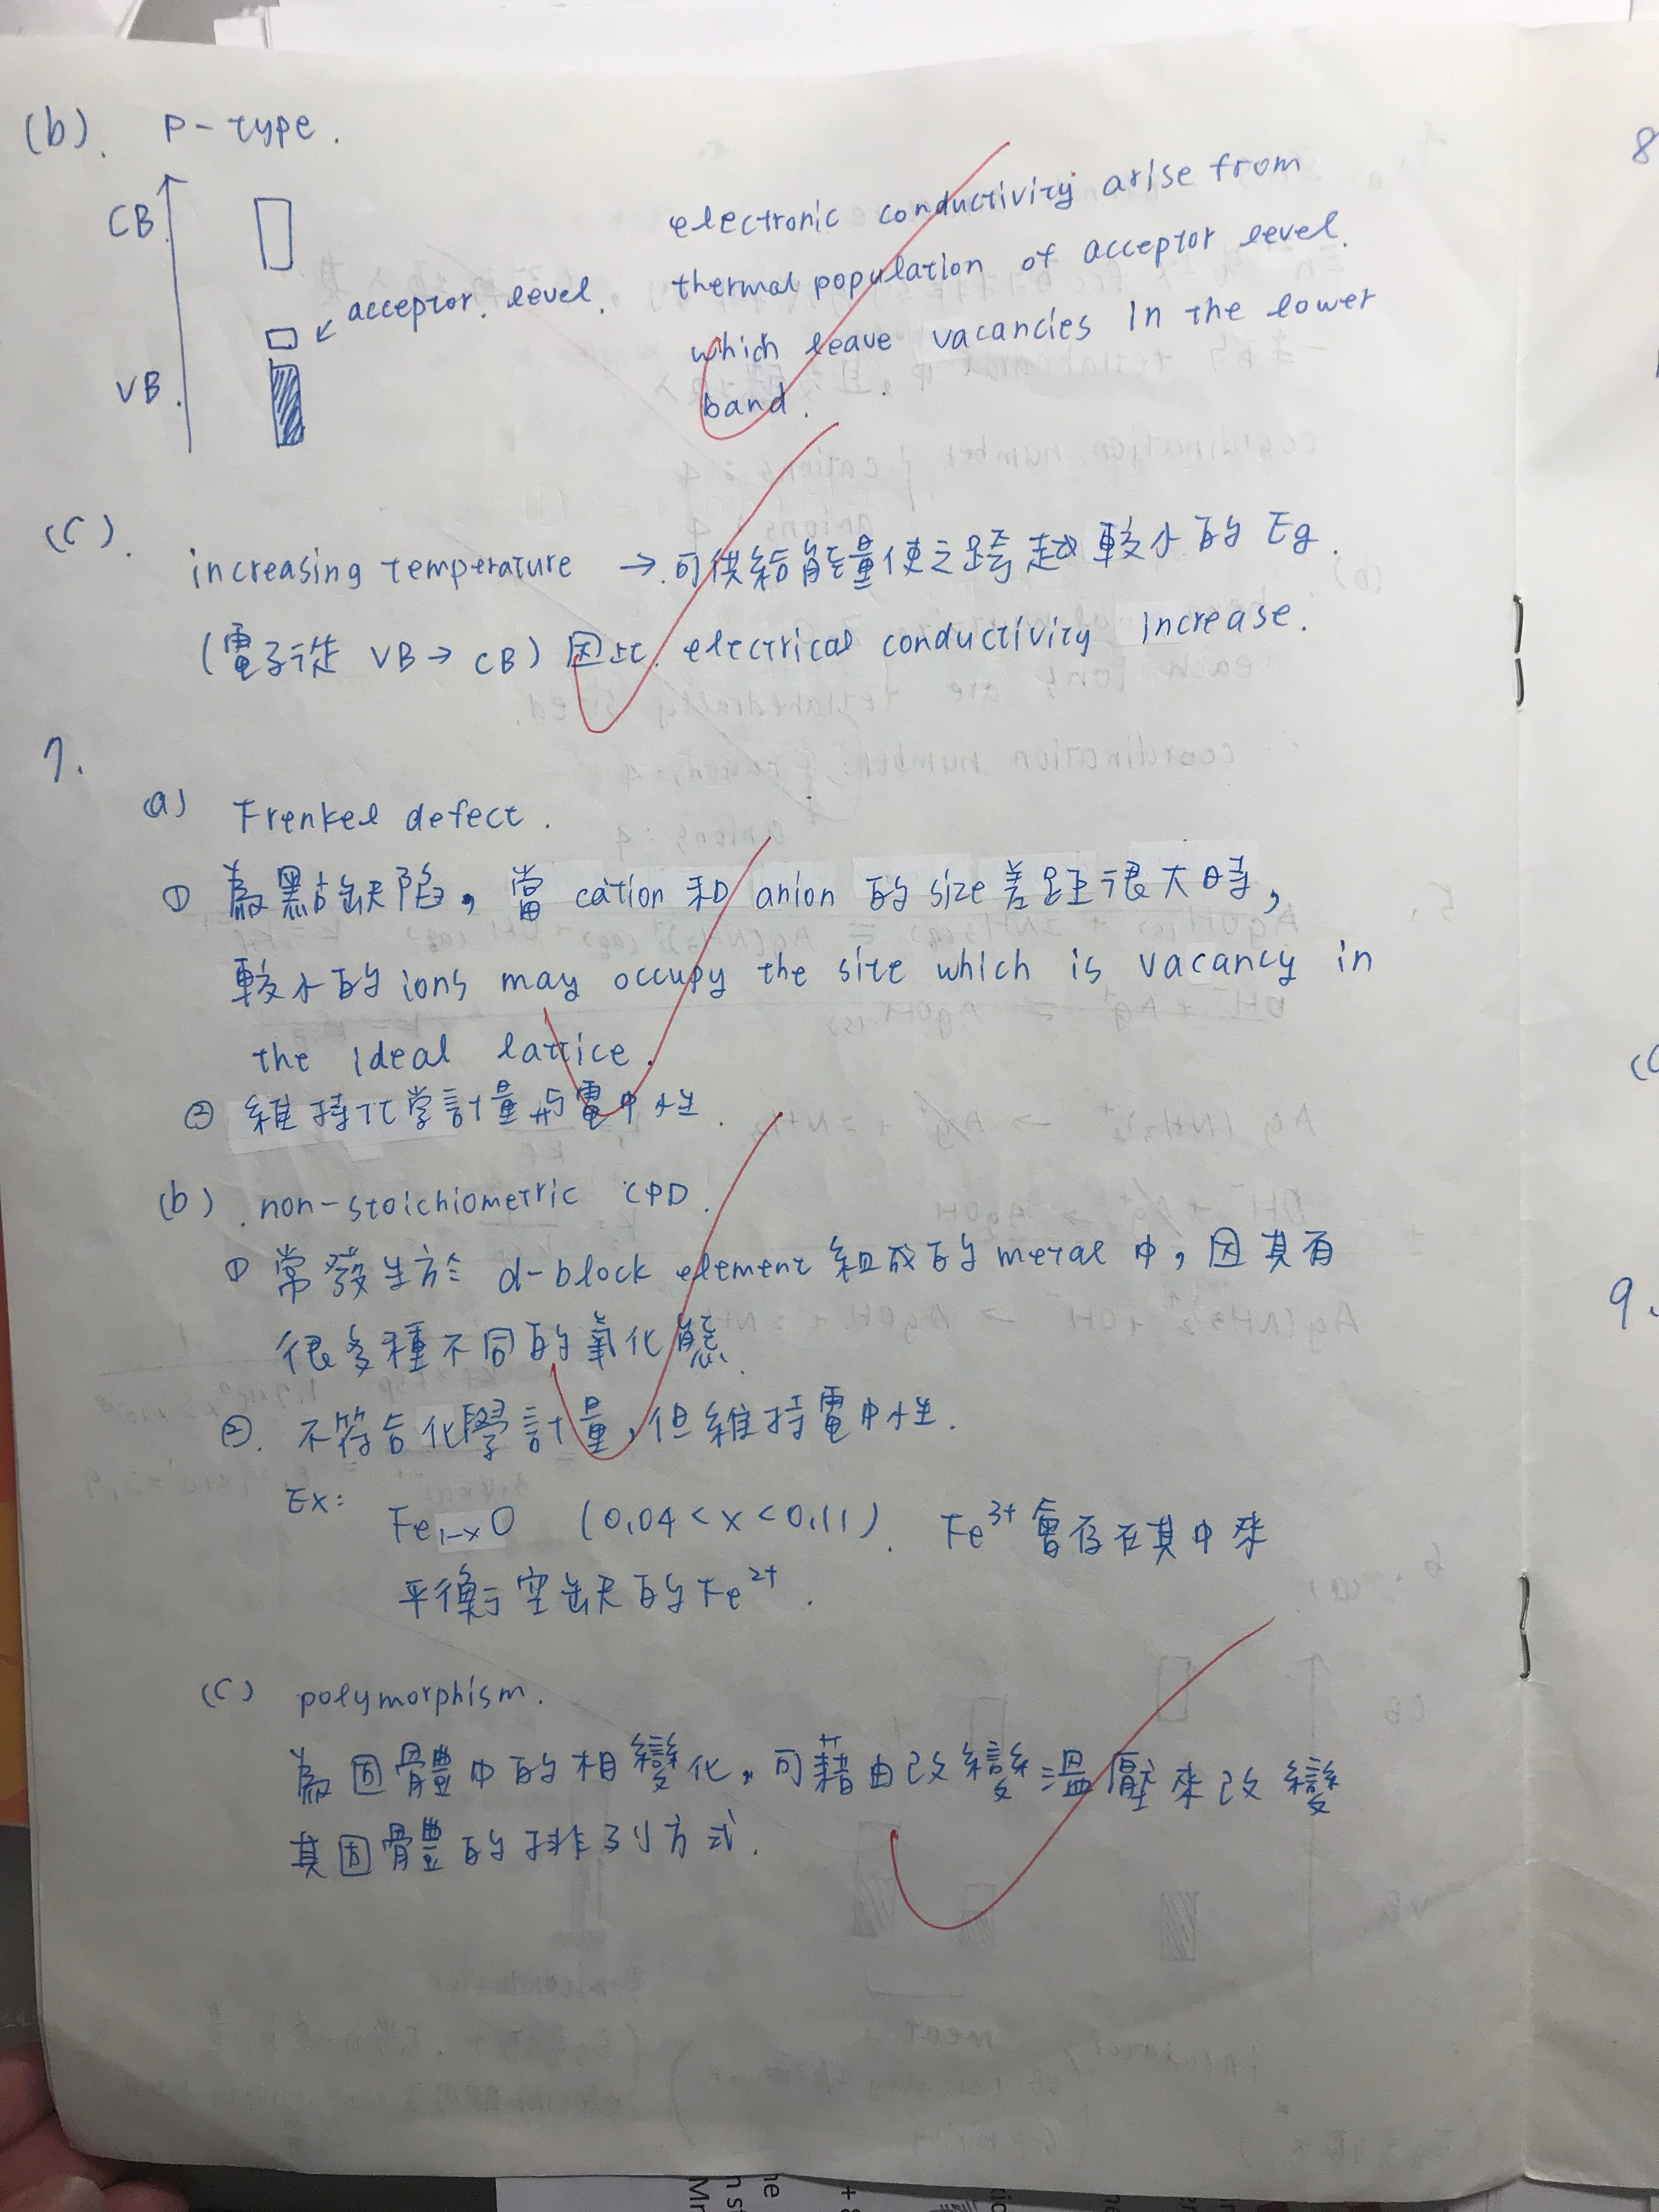 (b). P-type.
CB
acceptor level.
VB.
electronic conductivity arise from
thermal population of acceptor level.
which leave vacancies in the lower
band.
(c).
increasing temperature → 可供給能量使之跨越較小的 Eg.
(電子從 VB → CB) 因此. electrical conductivity increase.
7.
a) Frenkel defect.
① 為點缺陷, 當 cation 和 anion 的 size 差距很大時,
較小的 ions may occupy the site which is vacancy in
the ideal lattice.
② 維持化学計量与電中性.
(b). non-stoichiometric CPD.
① 常發生於 d-block element 組成的 metal 中, 因其有
很多種不同的氧化態.
②. 不符合化學計量, 但維持電中性.
Ex: Fe₁₋ₓO (0.04 < x < 0.11). Fe³⁺ 會存在其中來
平衡空缺的 Fe²⁺.
(c) polymorphism.
為固體中的相變化, 可藉由改變溫壓來改變
其固體的排列方式.
8
9.